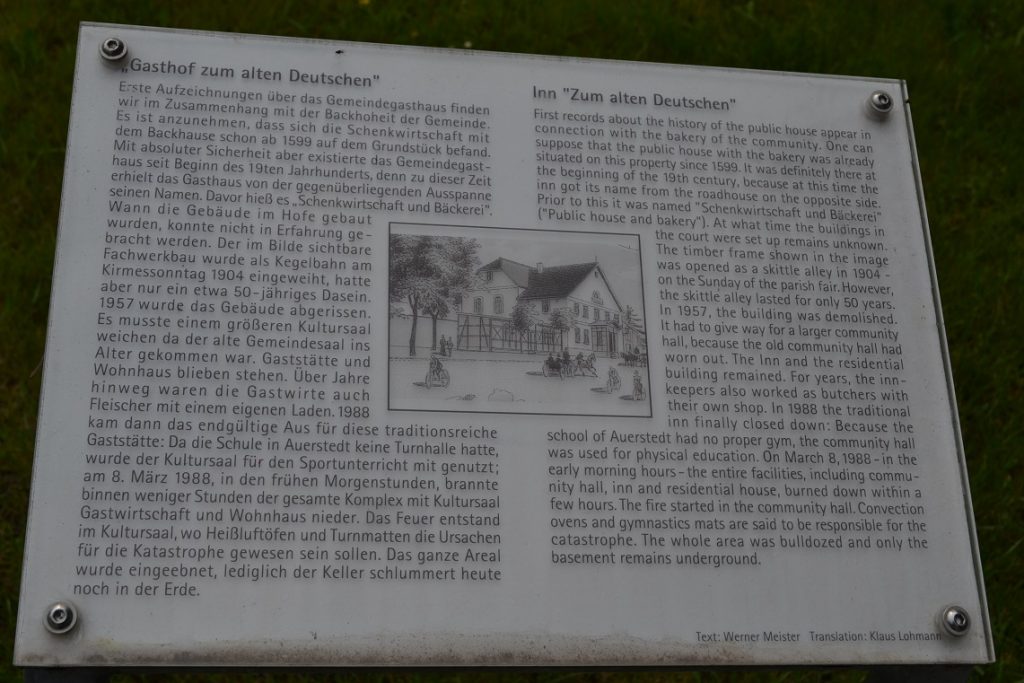 „Gasthof zum alten Deutschen"
Erste Aufzeichnungen über das Gemeindegasthaus finden
wir im Zusammenhang mit der Backhoheit der Gemeinde.
Es ist anzunehmen, dass sich die Schenkwirtschaft mit
dem Backhause schon ab 1599 auf dem Grundstück befand.
Mit absoluter Sicherheit aber existierte das Gemeindegast-
haus seit Beginn des 19ten Jahrhunderts, denn zu dieser Zeit
erhielt das Gasthaus von der gegenüberliegenden Ausspanne
seinen Namen. Davor hieß es „Schenkwirtschaft und Bäckerei".
Wann die Gebäude im Hofe gebaut
wurden, konnte nicht in Erfahrung ge-
bracht werden. Der im Bilde sichtbare
Fachwerkbau wurde als Kegelbahn am
Kirmessonntag 1904 eingeweiht, hatte
aber nur ein etwa 50-jähriges Dasein.
1957 wurde das Gebäude abgerissen.
Es musste einem größeren Kultursaal
weichen da der alte Gemeindesaal ins
Alter gekommen war. Gaststätte und
Wohnhaus blieben stehen. Über Jahre
hinweg waren die Gastwirte auch
Fleischer mit einem eigenen Laden. 1988
kam dann das endgültige Aus für diese traditionsreiche
Gaststätte: Da die Schule in Auerstedt keine Turnhalle hatte,
wurde der Kultursaal für den Sportunterricht mit genutzt;
am 8. März 1988, in den frühen Morgenstunden, brannte
binnen weniger Stunden der gesamte Komplex mit Kultursaal
Gastwirtschaft und Wohnhaus nieder. Das Feuer entstand
im Kultursaal, wo Heißluftöfen und Turnmatten die Ursachen
für die Katastrophe gewesen sein sollen. Das ganze Areal
wurde eingeebnet, lediglich der Keller schlummert heute
noch in der Erde.
Inn "Zum alten Deutschen"
First records about the history of the public house appear in
connection with the bakery of the community. One can
suppose that the public house with the bakery was already
situated on this property since 1599. It was definitely there at
the beginning of the 19th century, because at this time the
inn got its name from the roadhouse on the opposite side.
Prior to this it was named "Schenkwirtschaft und Bäckerei"
("Public house and bakery"). At what time the buildings in
the court were set up remains unknown.
The timber frame shown in the image
was opened as a skittle alley in 1904 -
on the Sunday of the parish fair. However,
the skittle alley lasted for only 50 years.
In 1957, the building was demolished.
It had to give way for a larger community
hall, because the old community hall had
worn out. The Inn and the residential
building remained. For years, the inn-
keepers also worked as butchers with
their own shop. In 1988 the traditional
inn finally closed down: Because the
school of Auerstedt had no proper gym, the community hall
was used for physical education. On March 8, 1988 - in the
early morning hours - the entire facilities, including commu-
nity hall, inn and residential house, burned down within a
few hours. The fire started in the community hall. Convection
ovens and gymnastics mats are said to be responsible for the
catastrophe. The whole area was bulldozed and only the
basement remains underground.
Text: Werner Meister Translation: Klaus Lohmann